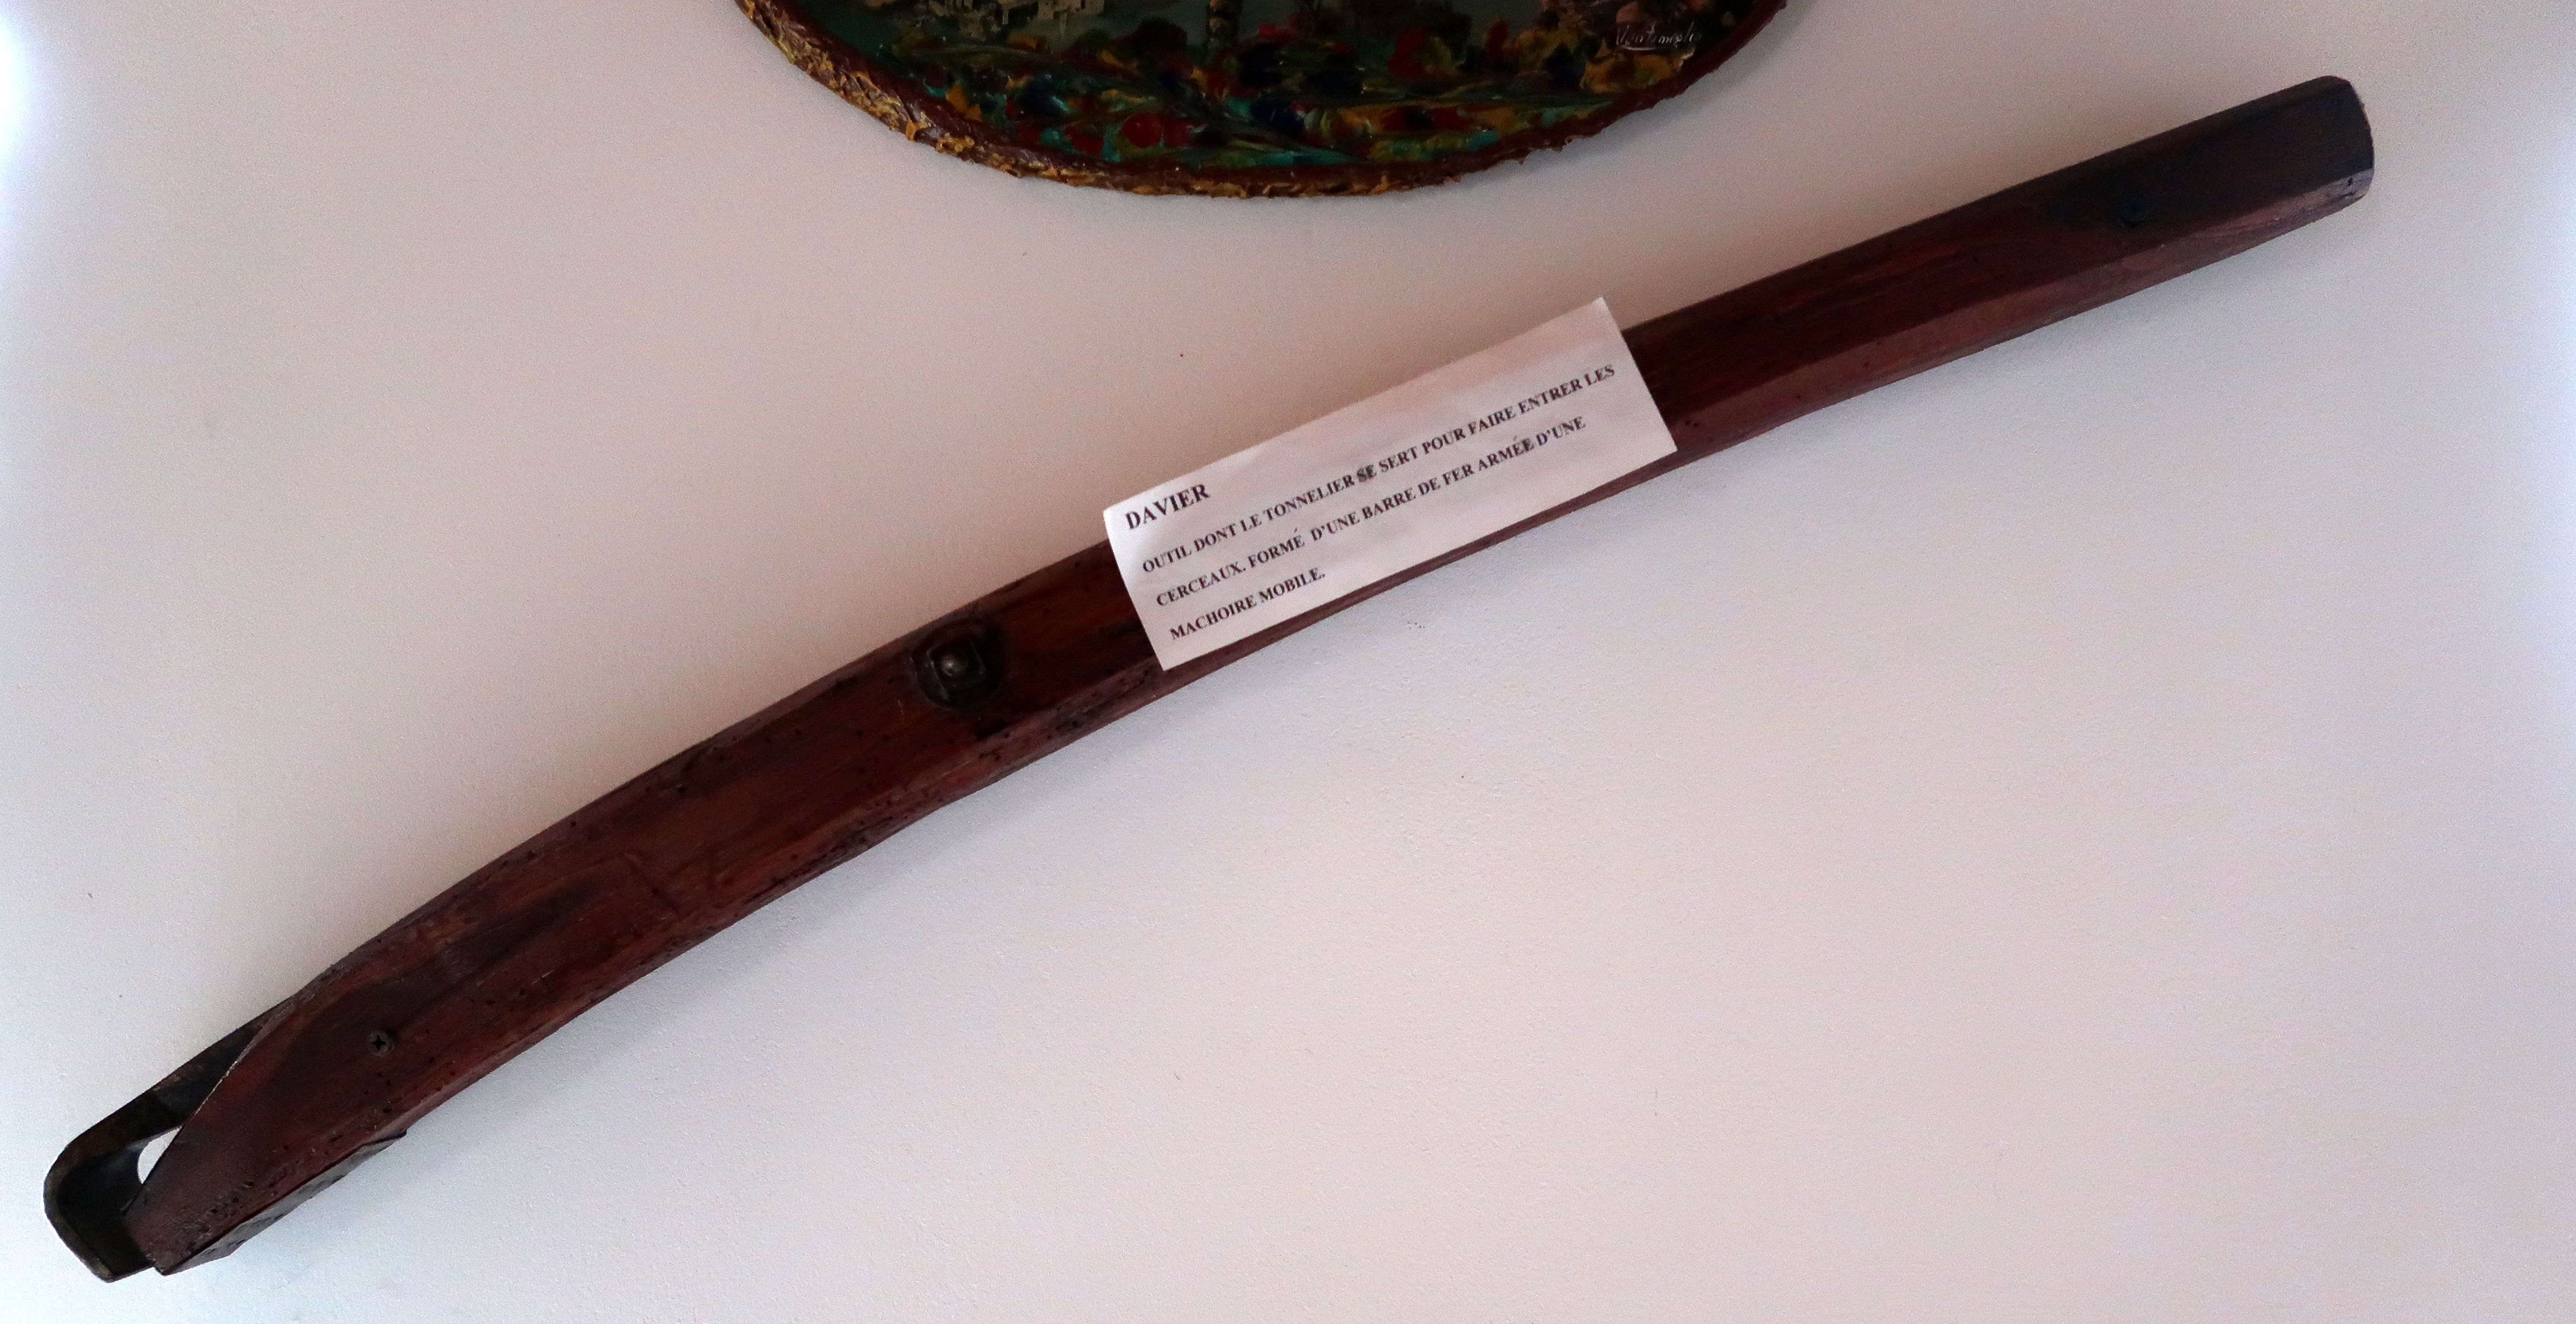 DAVIER
OUTIL DONT LE TONNELIER SE SERT POUR FAIRE ENTRER LES
CERCEAUX. FORMÉ D'UNE BARRE DE FER ARMÉE D'UNE
MACHOIRE MOBILE.